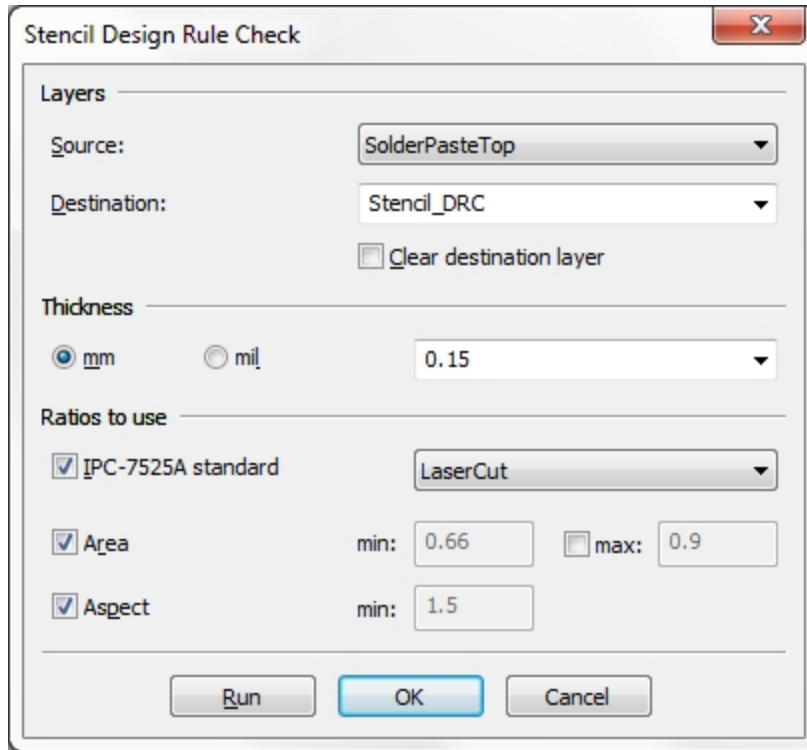 Stencil Design Rule Check
Layers
Source: SolderPasteTop
Destination: Stencil_DRC
Clear destination layer
Thickness
mm mil 0.15
Ratios to use
IPC-7525A standard LaserCut
Area min: 0.66 max: 0.9
Aspect min: 1.5
Run OK Cancel